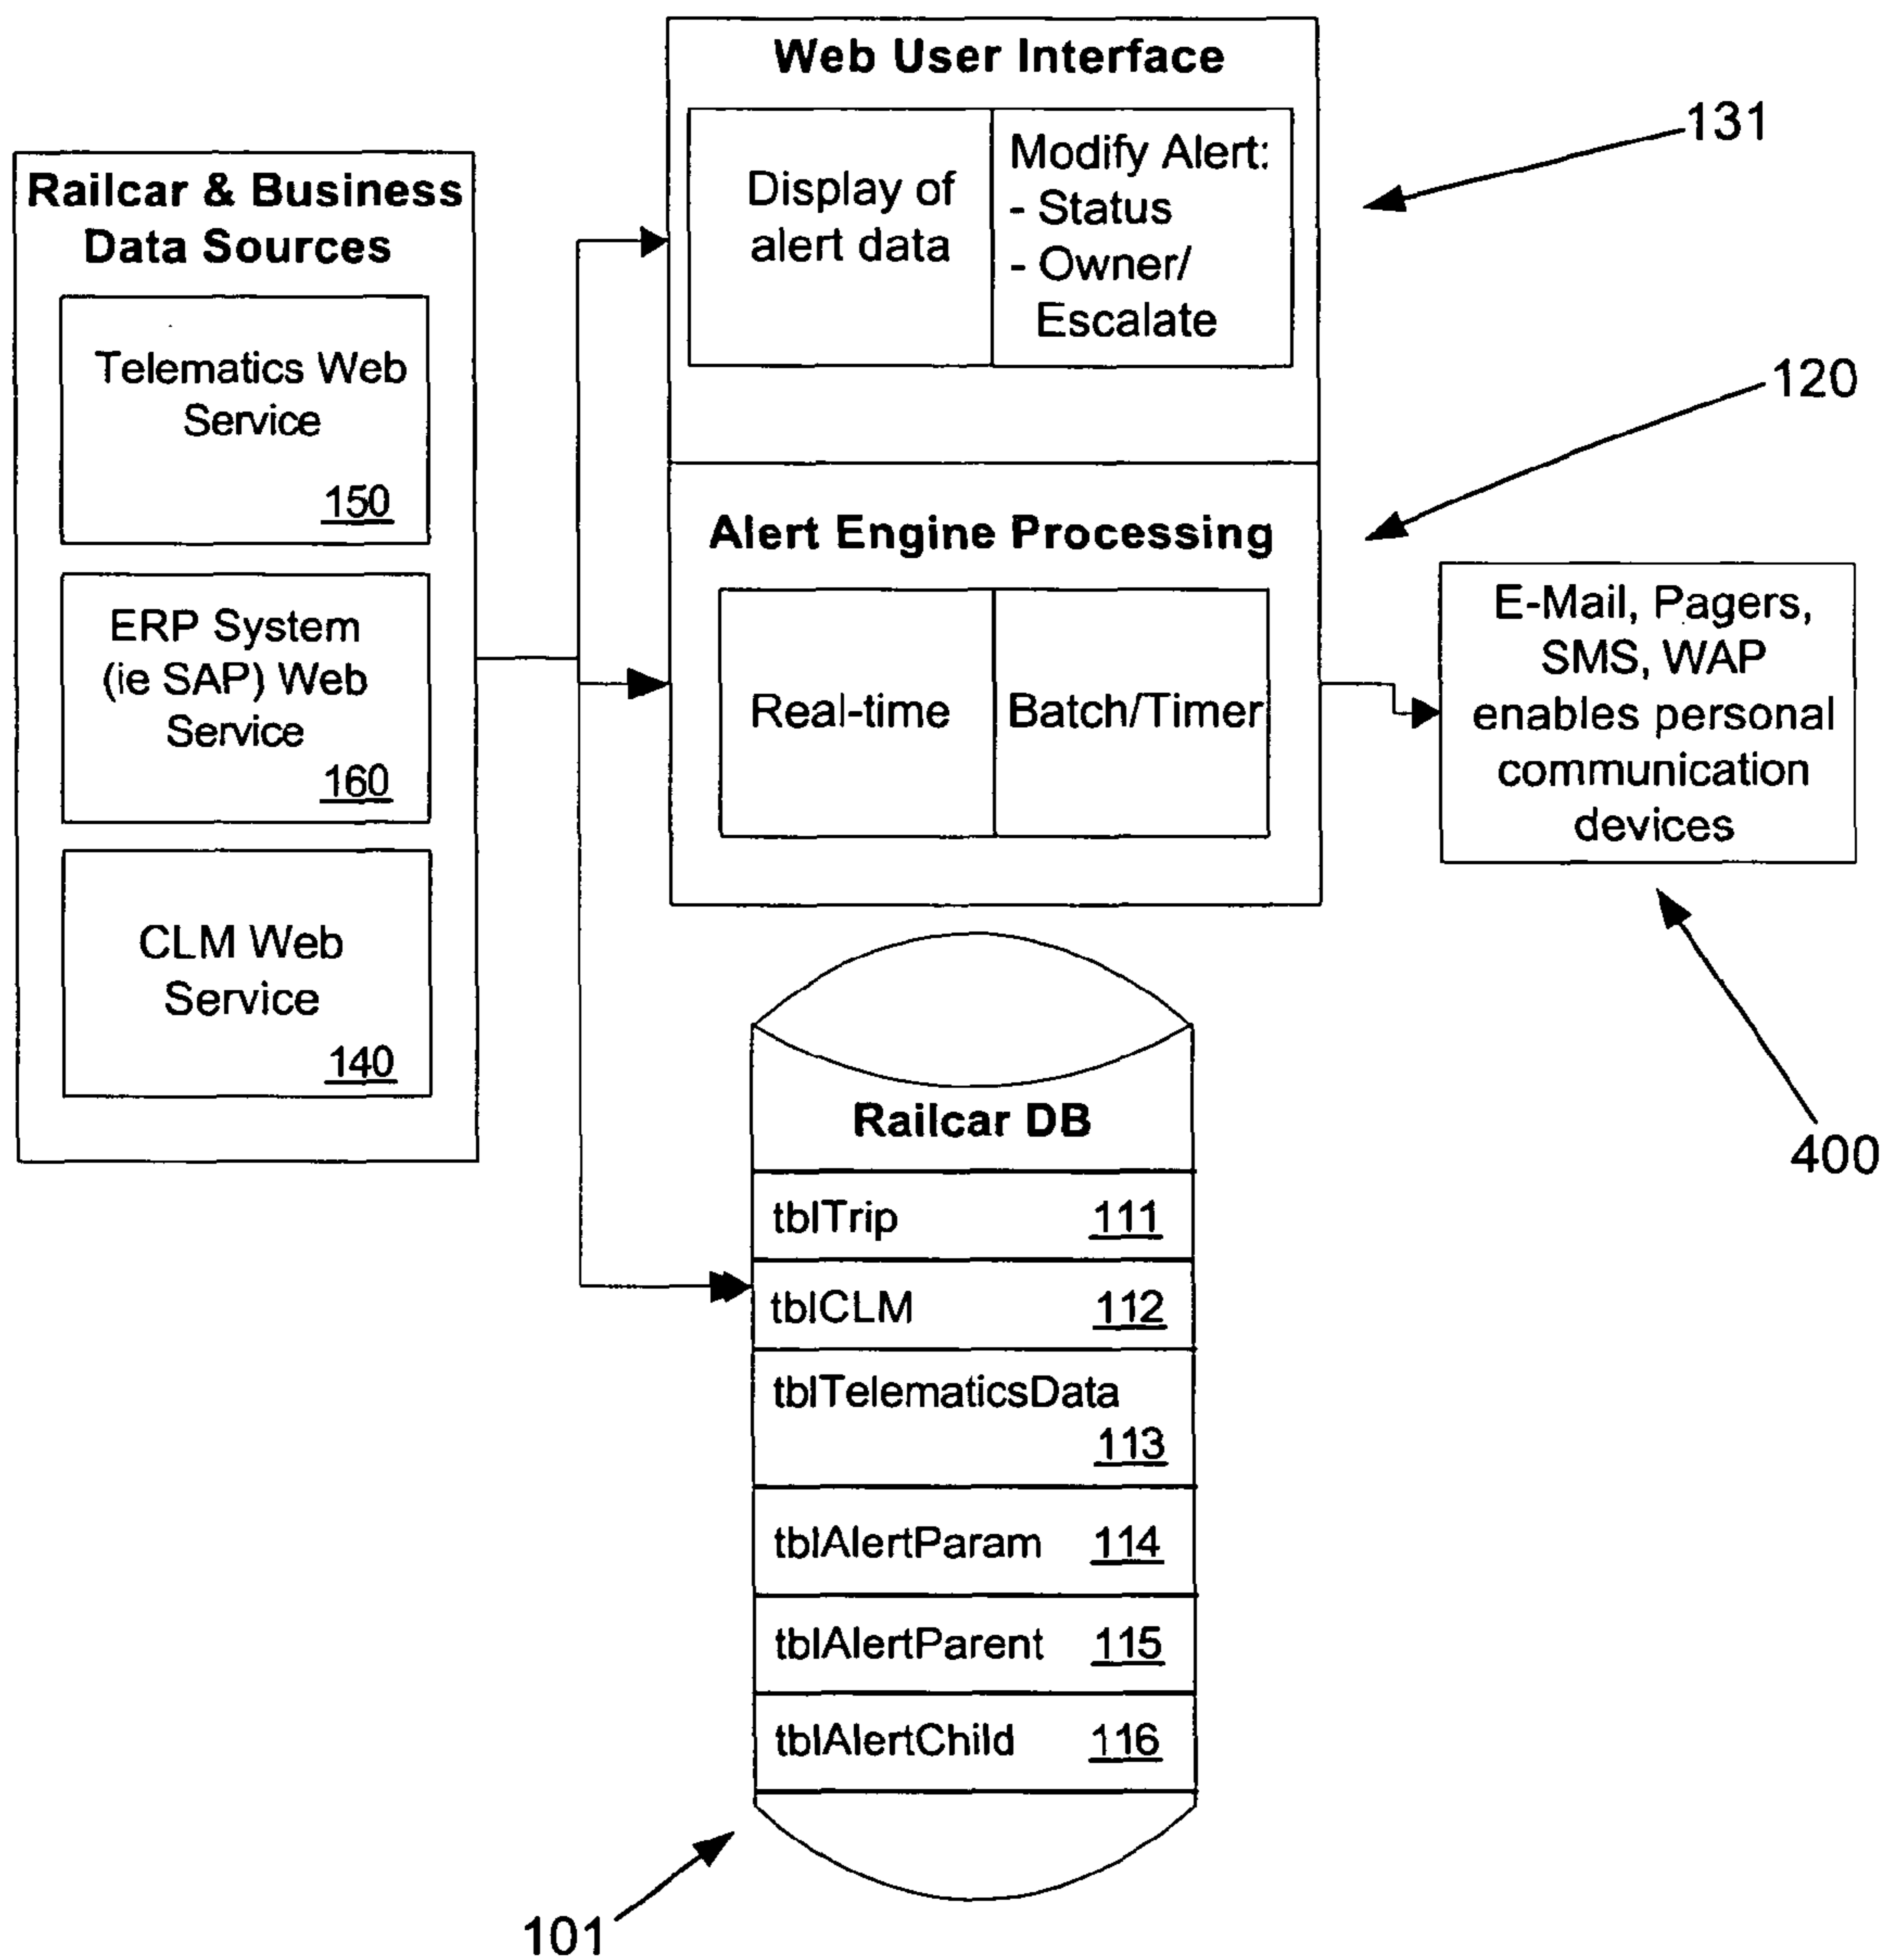 Railcar & Business
Data Sources
Telematics Web
Service
150
ERP System
(ie SAP) Web
Service
160
CLM Web
Service
140
Web User Interface
Display of
alert data
Modify Alert:
- Status
- Owner/
Escalate
131
Alert Engine Processing
Real-time
Batch/Timer
120
E-Mail, Pagers,
SMS, WAP
enables personal
communication
devices
400
Railcar DB
tblTrip 111
tblCLM 112
tblTelematicsData
113
tblAlertParam 114
tblAlertParent 115
tblAlertChild 116
101